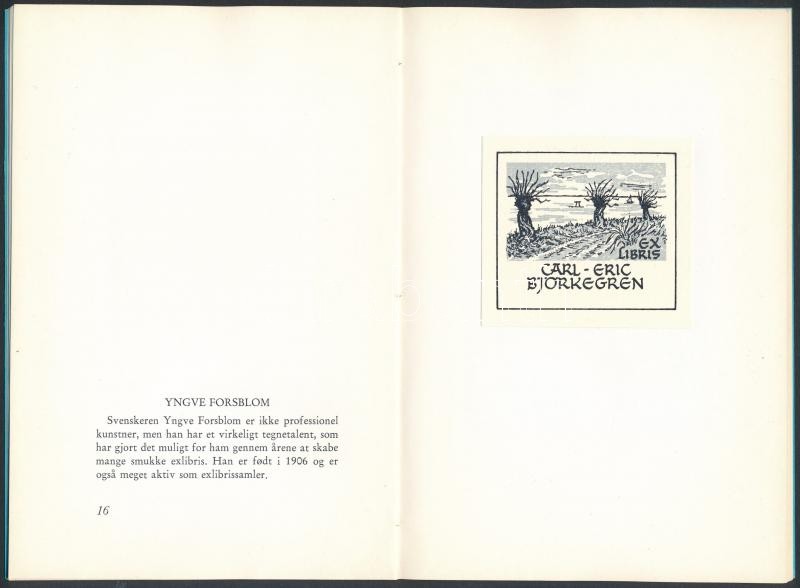 YNGVE FORSBLOM
Svenskeren Yngve Forsblom er ikke professionel
kunstner, men han har et virkeligt tegnetalent, som
har gjort det muligt for ham gennem årene at skabe
mange smukke exlibris. Han er født i 1906 og er
også meget aktiv som exlibrissamler.
16
EX
LIBRIS
CARL-ERIC
BJÖRKEGREN